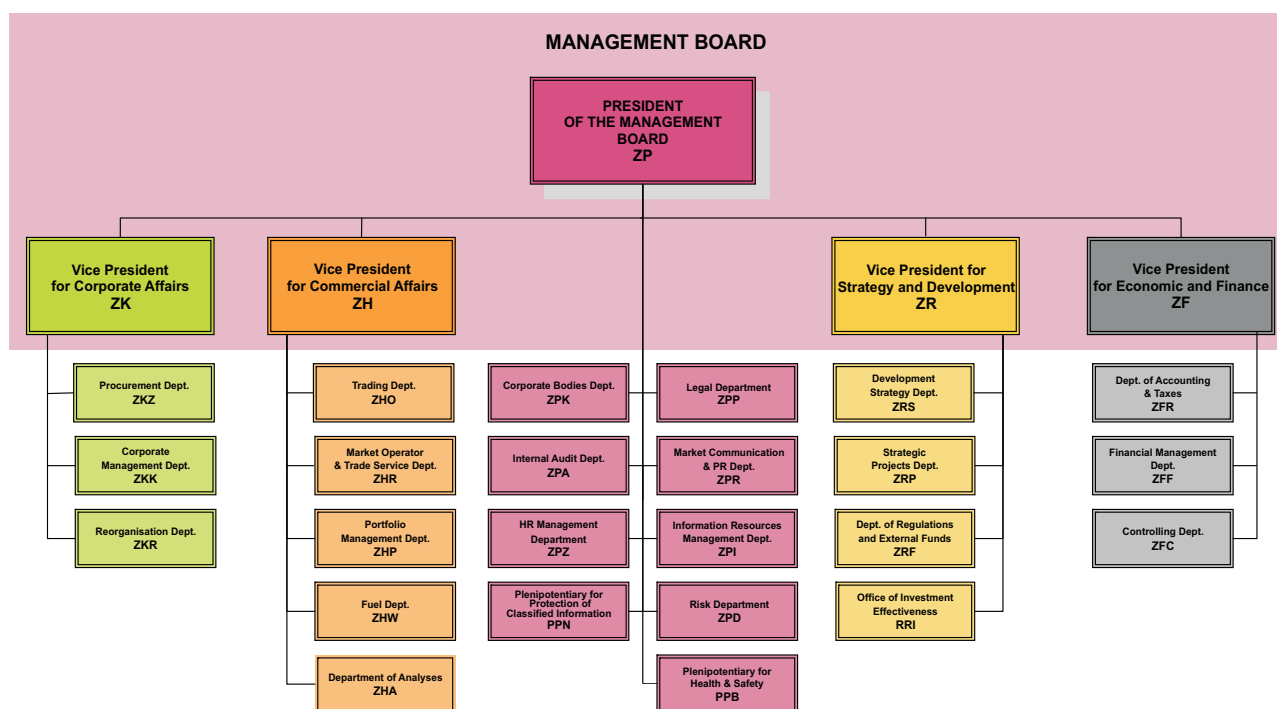 MANAGEMENT BOARD
PRESIDENT
OF THE MANAGEMENT
BOARD
ZP
Vice President
for Corporate Affairs
ZK
Vice President
for Commercial Affairs
ZH
Vice President for
Strategy and Development
ZR
Vice President
for Economic and Finance
ZF
Procurement Dept.
ZKZ
Corporate
Management Dept.
ZKK
Reorganisation Dept.
ZKR
Trading Dept.
ZHO
Market Operator
& Trade Service Dept.
ZHR
Portfolio
Management Dept.
ZHP
Fuel Dept.
ZHW
Department of Analyses
ZHA
Corporate Bodies Dept.
ZPK
Internal Audit Dept.
ZPA
HR Management
Department
ZPZ
Plenipotentiary for
Protection of
Classified Information
PPN
Legal Department
ZPP
Market Communication
& PR Dept.
ZPR
Information Resources
Management Dept.
ZPI
Risk Department
ZPD
Plenipotentiary for
Health & Safety
PPB
Development
Strategy Dept.
ZRS
Strategic
Projects Dept.
ZRP
Dept. of Regulations
and External Funds
ZRF
Office of Investment
Effectiveness
RRI
Dept. of Accounting
& Taxes
ZFR
Financial Management
Dept.
ZFF
Controlling Dept.
ZFC